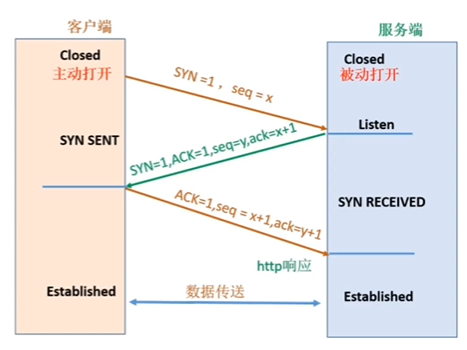 客户端
服务端
Closed
主动打开
Closed
被动打开
SYN =1 , seq = x
Listen
SYN SENT
SYN=1,ACK=1,seq=y,ack=x+1
ACK=1,seq = x+1,ack=y+1
SYN RECEIVED
http响应
Established
数据传送
Established